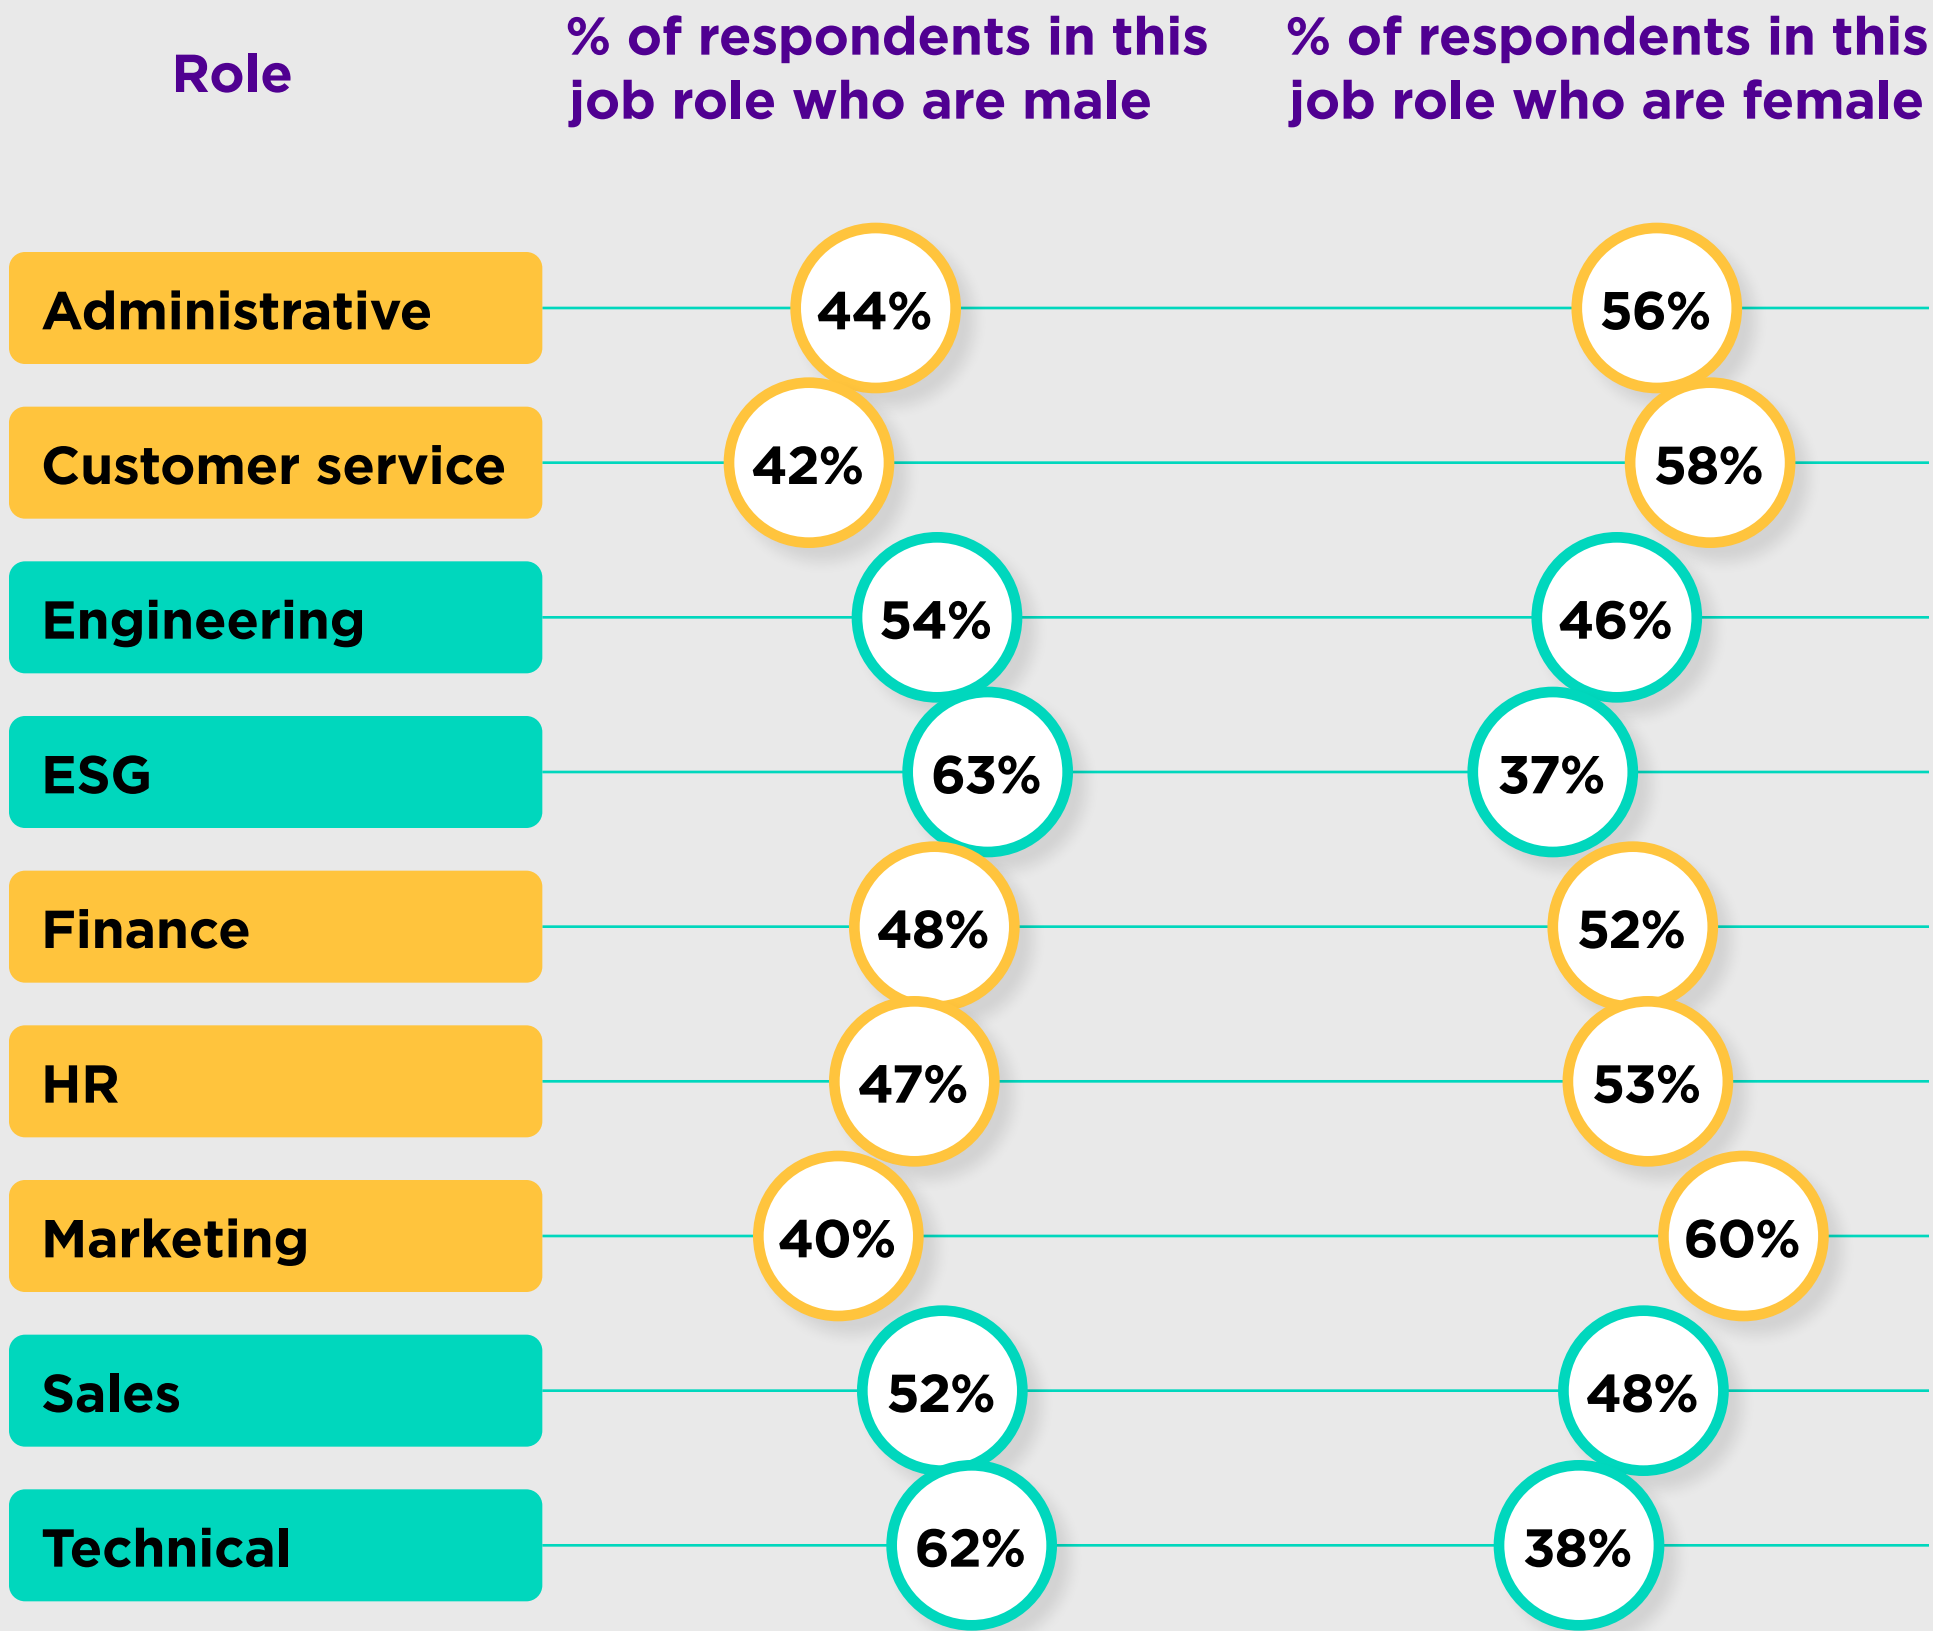 Role
% of respondents in this
job role who are male
% of respondents in this
job role who are female
Administrative 44% 56%
Customer service 42% 58%
Engineering 54% 46%
ESG 63% 37%
Finance 48% 52%
HR 47% 53%
Marketing 40% 60%
Sales 52% 48%
Technical 62% 38%